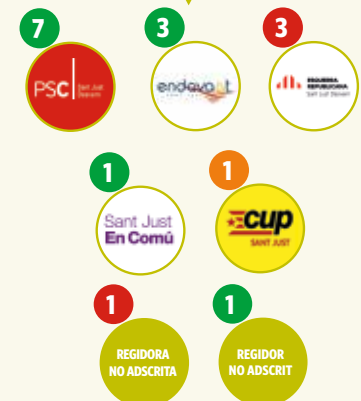 7
3
3
PSC
Sant Just
Desvern
endavant
ESQUERRA
REPUBLICANA
Sant Just Desvern
1
1
Sant Just
En Comú
cup
SANT JUST
1
1
REGIDORA
NO ADSCRITA
REGIDOR
NO ADSCRIT